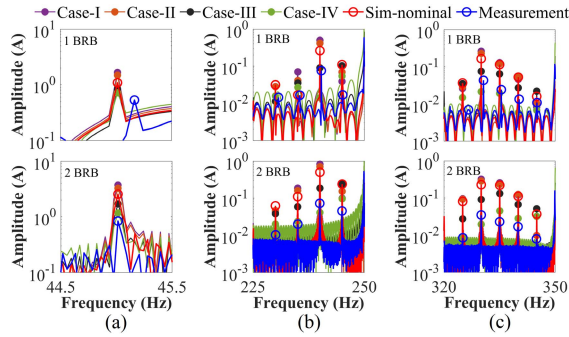 Case-I Case-II Case-III Case-IV Sim-nominal Measurement
Amplitude (A) 10¹ 10⁰ 10⁻¹ 1 BRB
Amplitude (A) 10⁰ 10⁻¹ 10⁻² 10⁻³ 1 BRB
Amplitude (A) 10⁰ 10⁻¹ 10⁻² 10⁻³ 1 BRB
Amplitude (A) 10¹ 10⁰ 10⁻¹ 2 BRB
Amplitude (A) 10⁰ 10⁻¹ 10⁻² 10⁻³ 2 BRB
Amplitude (A) 10⁰ 10⁻¹ 10⁻² 10⁻³ 2 BRB
44.5 45.5 225 250 320 350
Frequency (Hz) Frequency (Hz) Frequency (Hz)
(a) (b) (c)